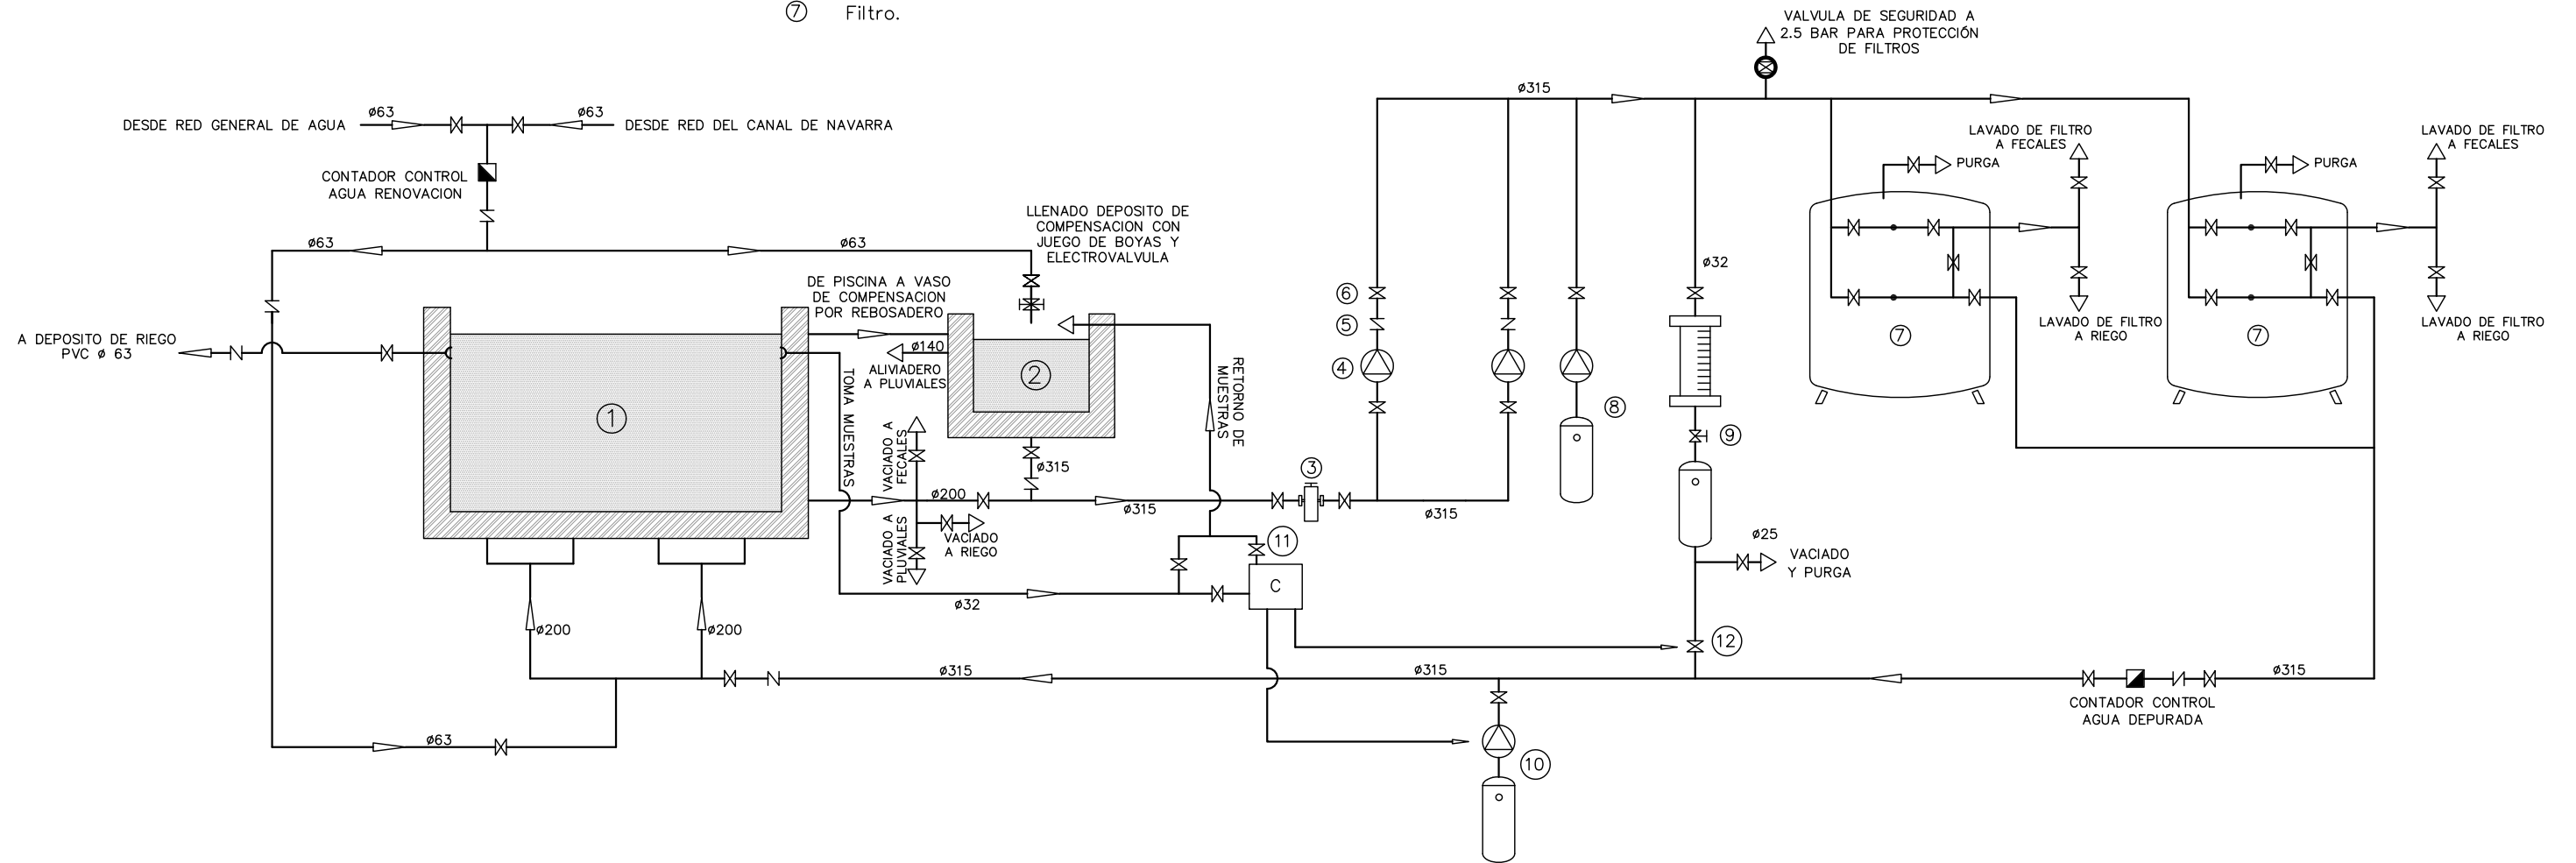 7 Filtro.
VALVULA DE SEGURIDAD A
2.5 BAR PARA PROTECCIÓN
DE FILTROS
ø315
DESDE RED GENERAL DE AGUA
ø63
ø63
DESDE RED DEL CANAL DE NAVARRA
CONTADOR CONTROL
AGUA RENOVACION
LAVADO DE FILTRO
A FECALES
PURGA
LAVADO DE FILTRO
A FECALES
PURGA
ø63
ø63
LLENADO DEPOSITO DE
COMPENSACION CON
JUEGO DE BOYAS Y
ELECTROVALVULA
DE PISCINA A VASO
DE COMPENSACION
POR REBOSADERO
ø32
6
5
4
A DEPOSITO DE RIEGO
PVC ø 63
ø140
ALIVIADERO
A PLUVIALES
1
2
TOMA MUESTRAS
RETORNO DE
MUESTRAS
7
LAVADO DE FILTRO
A RIEGO
7
LAVADO DE FILTRO
A RIEGO
8
9
VACIADO A
FECALES
ø315
3
ø200
ø315
ø315
VACIADO A
PLUVIALES
VACIADO
A RIEGO
11
C
ø25
VACIADO
Y PURGA
ø32
ø200
ø200
12
ø315
ø315
ø315
CONTADOR CONTROL
AGUA DEPURADA
ø63
10